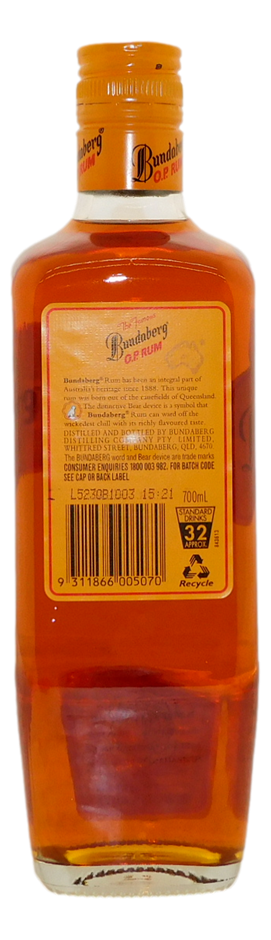 Bundaberg®
RUM
Bundaberg
O.P. RUM
The Famous
Bundaberg
O.P. RUM
Bundaberg® Rum has been an integral part of
Australia's heritage since 1888. This unique
rum was born out of the canefields of Queensland
The distinctive Bear device is a symbol that
Bundaberg® Rum can ward off the
wickedest chill with its richly flavoured taste.
DISTILLED AND BOTTLED BY BUNDABERG
DISTILLING COMPANY PTY. LIMITED,
WHITTRED STREET, BUNDABERG, QLD, 4670.
The BUNDABERG word and Bear device are trade marks
CONSUMER ENQUIRIES 1800 003 982. FOR BATCH CODE
SEE CAP OR BACK LABEL
L5230B1003 15:21 700mL
STANDARD
DRINKS
32
APPROX.
Recycle
9 311866 005070